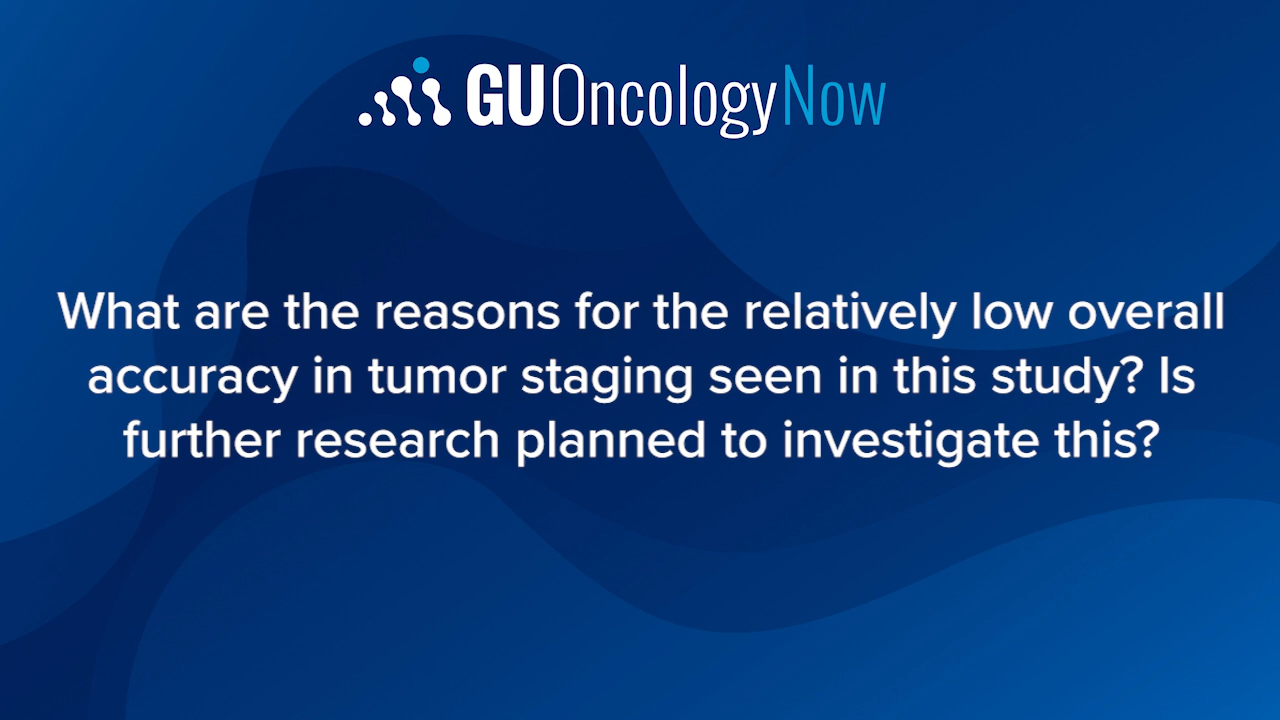 GUOncologyNow
What are the reasons for the relatively low overall
accuracy in tumor staging seen in this study? Is
further research planned to investigate this?